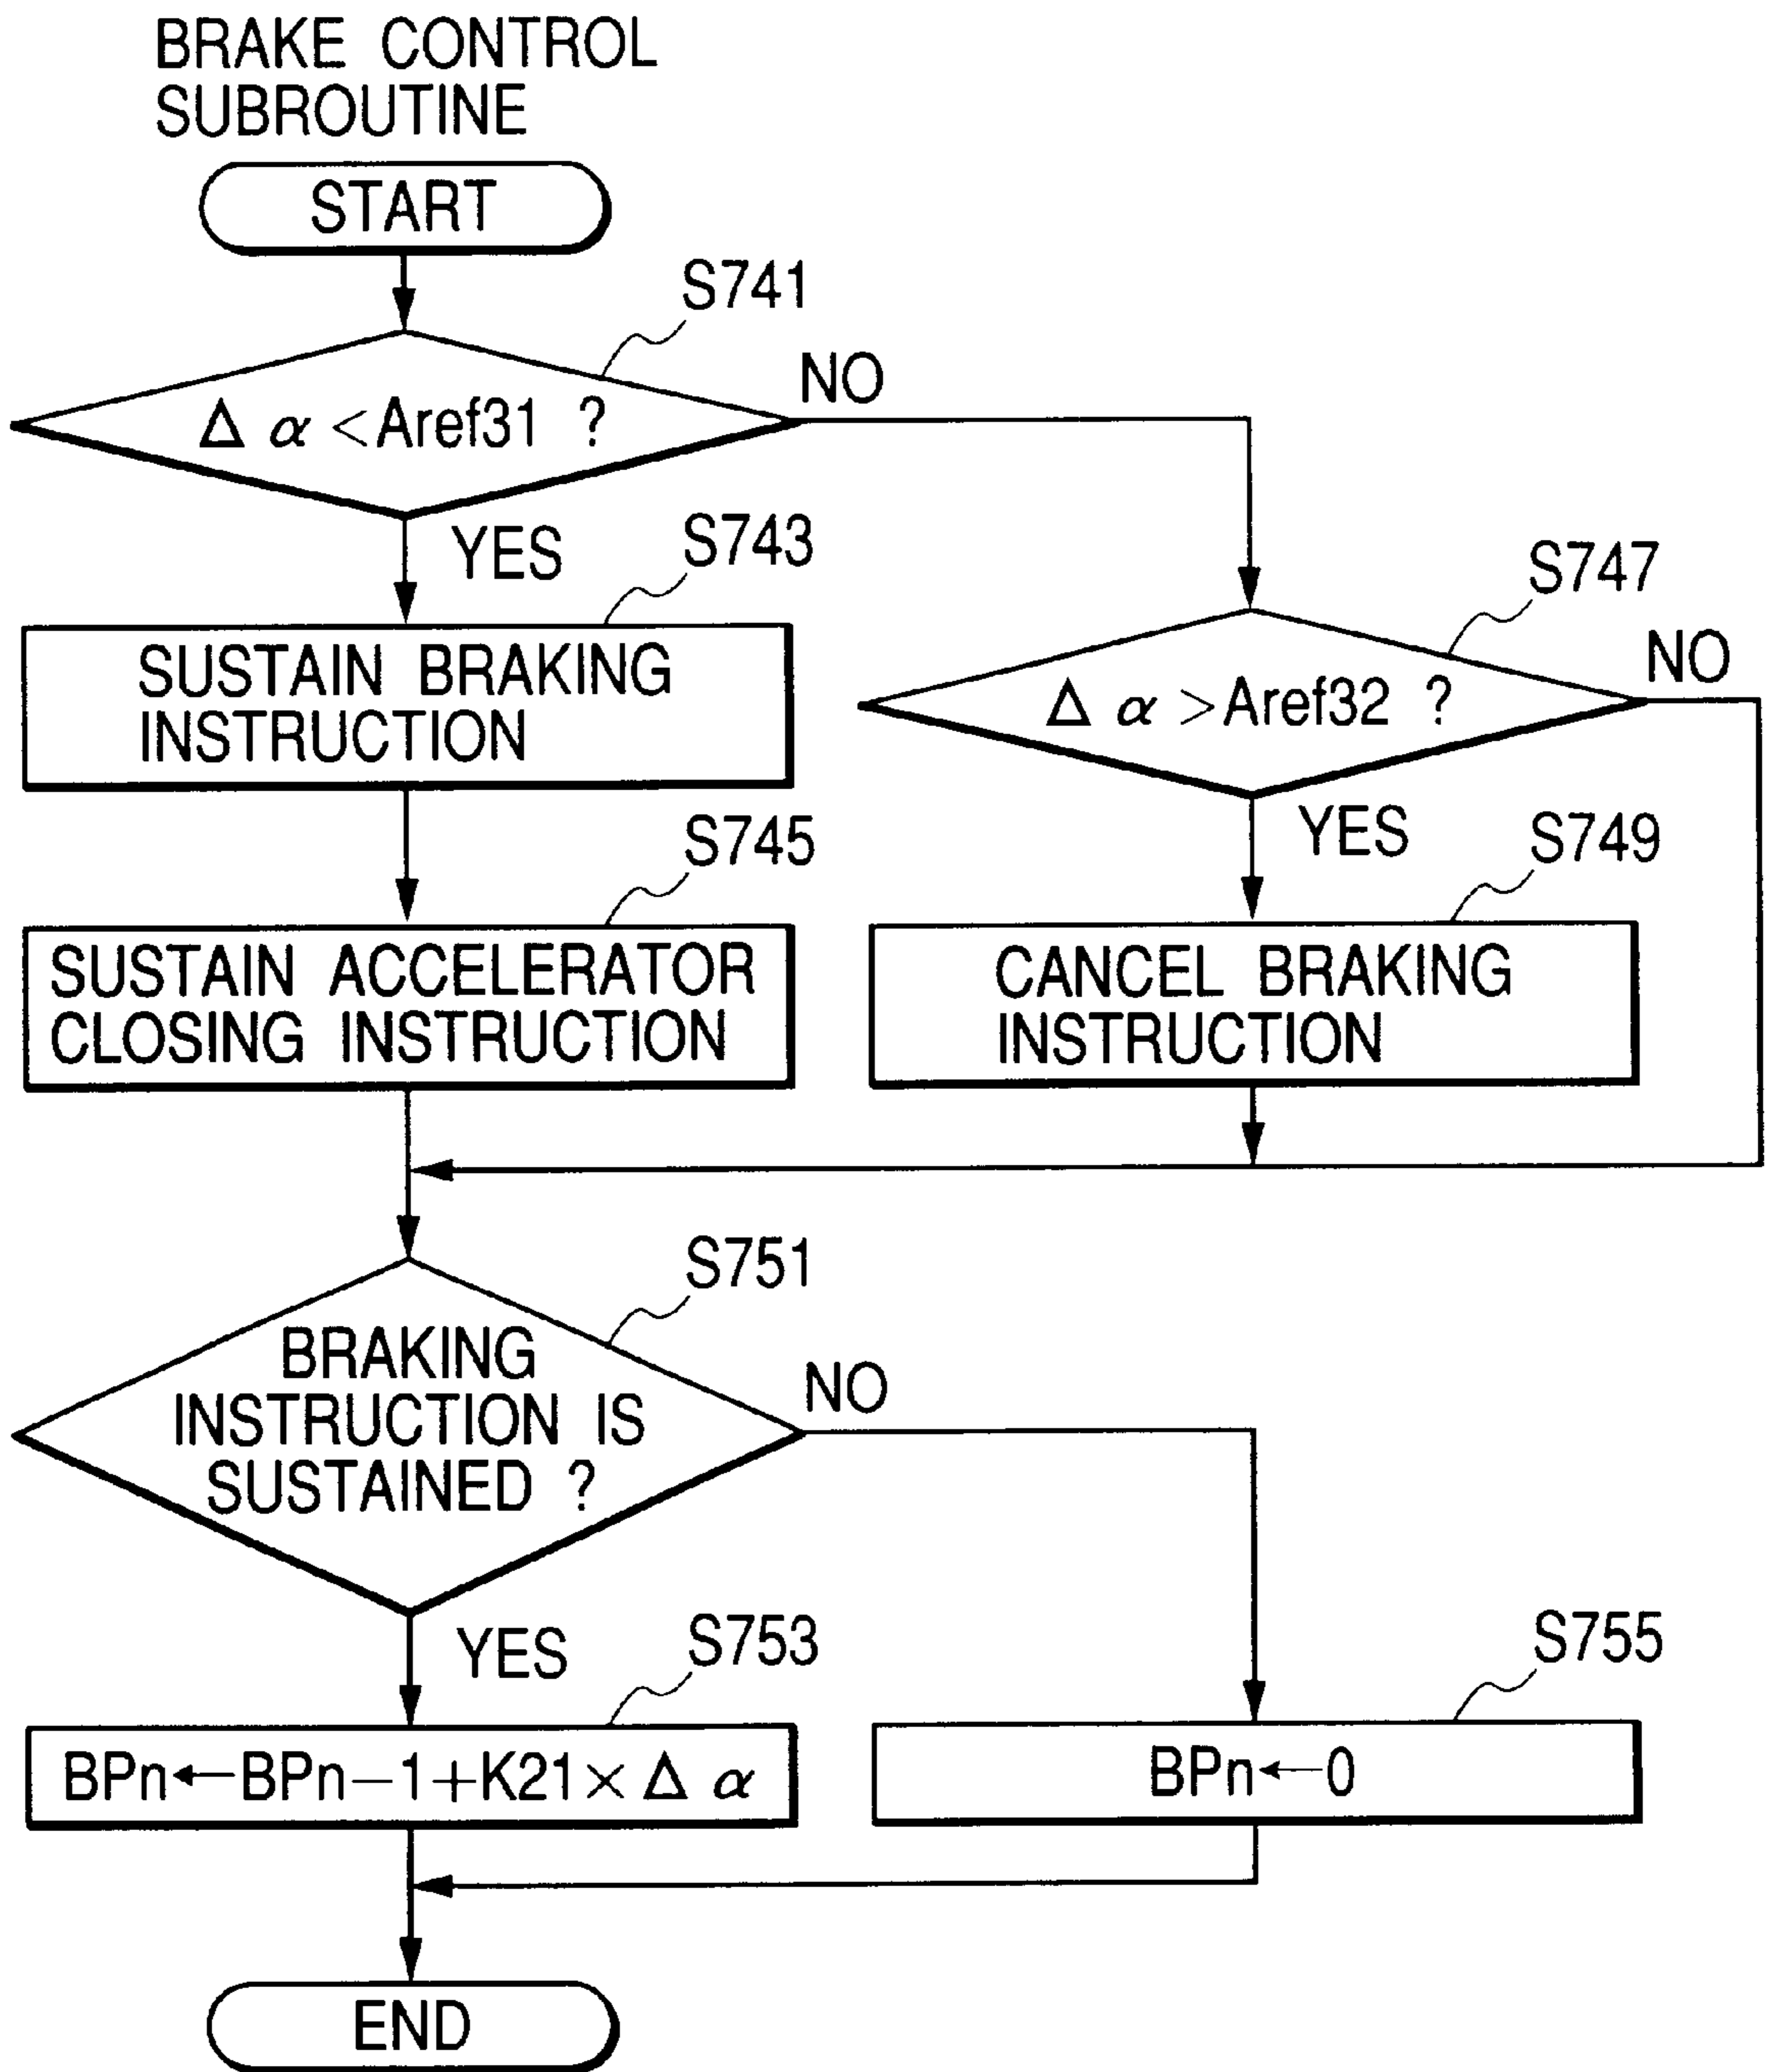 BRAKE CONTROL
SUBROUTINE
START
S741
Δ α <Aref31 ?
NO
YES
S743
SUSTAIN BRAKING
INSTRUCTION
S747
Δ α >Aref32 ?
NO
YES
S745
SUSTAIN ACCELERATOR
CLOSING INSTRUCTION
S749
CANCEL BRAKING
INSTRUCTION
S751
BRAKING
INSTRUCTION IS
SUSTAINED ?
NO
YES
S753
BPn←BPn−1+K21×Δ α
S755
BPn←0
END